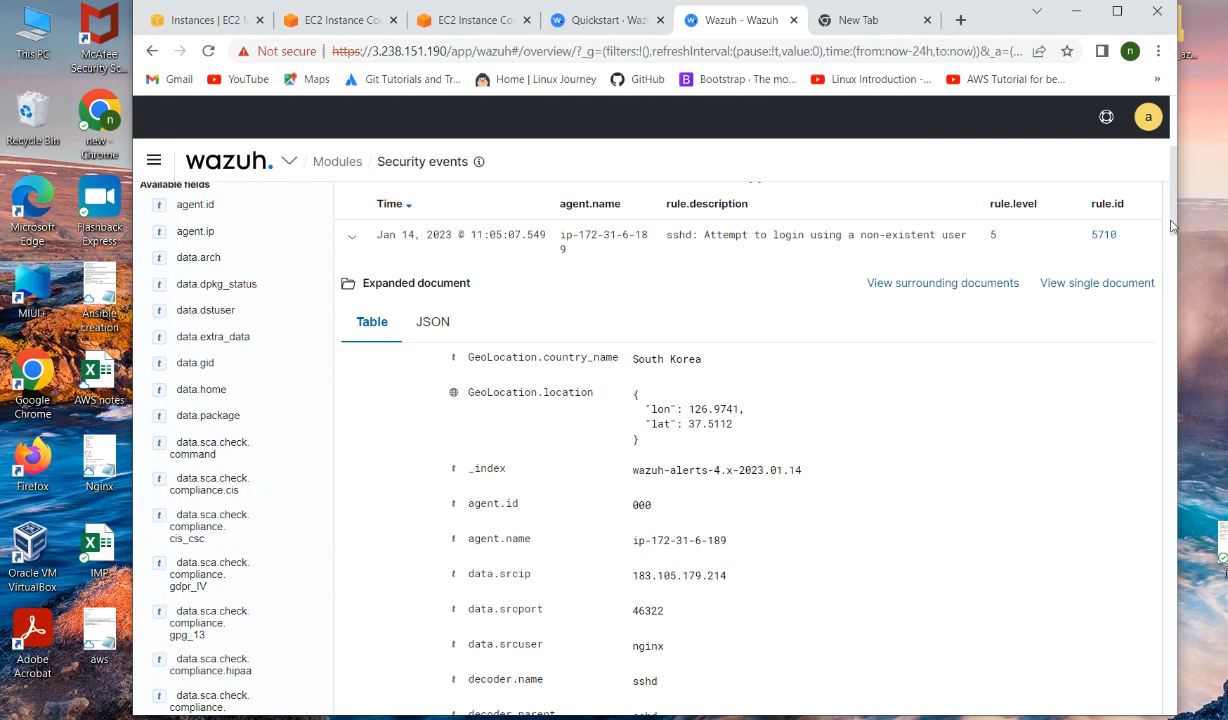 Instances | EC2 M
EC2 Instance Co
EC2 Instance Co
Quickstart · Waz
Wazuh - Wazuh
New Tab
Not secure
https://3.238.151.190/app/wazuh#/overview/?_g=(filters:!(),refreshInterval:(pause:!t,value:0),time:(from:now-24h,to:now))&_a=(...
n
Gmail
YouTube
Maps
Git Tutorials and Tr...
Home | Linux Journey
GitHub
Bootstrap · The mo...
Linux Introduction -...
AWS Tutorial for be...
»
This PC
McAfee
Security Sc...
Recycle Bin
new -
Chrome
Microsoft
Edge
Flashback
Express
MIUI+
Ansible
creation
Google
Chrome
AWS notes
Firefox
Nginx
Oracle VM
VirtualBox
IMP
Adobe
Acrobat
aws
a
wazuh.
/ Modules
/ Security events
Available fields
t agent.id
t agent.ip
t data.arch
t data.dpkg_status
t data.dstuser
t data.extra_data
t data.gid
t data.home
t data.package
t data.sca.check.
command
t data.sca.check.
compliance.cis
t data.sca.check.
compliance.
cis_csc
t data.sca.check.
compliance.
gdpr_IV
t data.sca.check.
compliance.
gpg_13
t data.sca.check.
compliance.hipaa
t data.sca.check.
compliance.
Time
agent.name
rule.description
rule.level
rule.id
Jan 14, 2023 @ 11:05:07.549
ip-172-31-6-18
9
sshd: Attempt to login using a non-existent user
5
5710
Expanded document
View surrounding documents
View single document
Table
JSON
t GeoLocation.country_name South Korea
GeoLocation.location {
"lon": 126.9741,
"lat": 37.5112
}
t _index wazuh-alerts-4.x-2023.01.14
t agent.id 000
t agent.name ip-172-31-6-189
t data.srcip 183.105.179.214
t data.srcport 46322
t data.srcuser nginx
t decoder.name sshd
t decoder.parent sshd